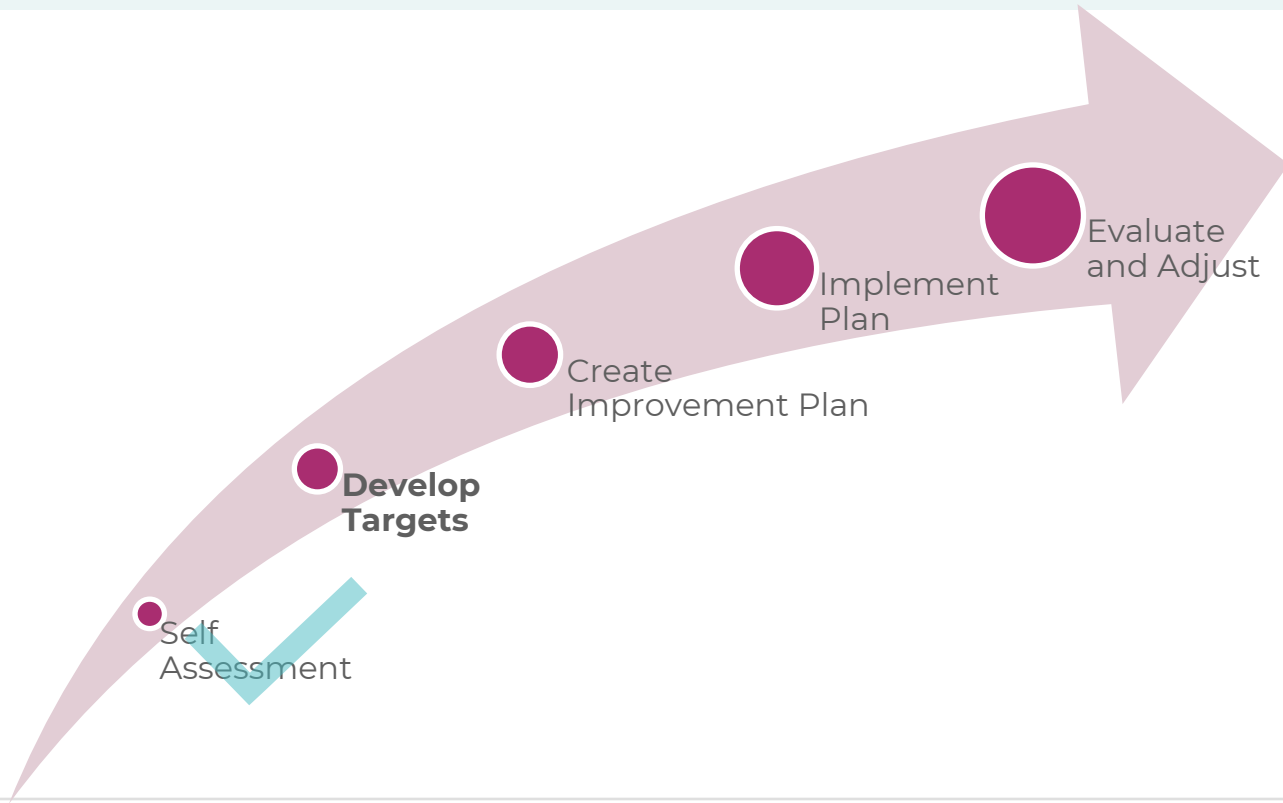 Evaluate
and Adjust
Implement
Plan
Create
Improvement Plan
Develop
Targets
Self
Assessment